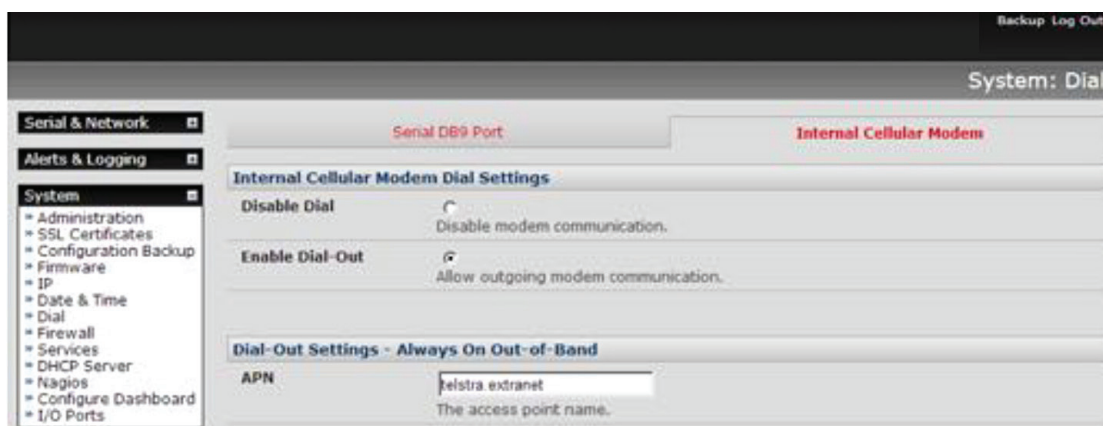 Backup Log Out
System: Dial
Serial & Network
Alerts & Logging
System
Administration
SSL Certificates
Configuration Backup
Firmware
IP
Date & Time
Dial
Firewall
Services
DHCP Server
Nagios
Configure Dashboard
I/O Ports
Serial DB9 Port
Internal Cellular Modem
Internal Cellular Modem Dial Settings
Disable Dial
Disable modem communication.
Enable Dial-Out
Allow outgoing modem communication.
Dial-Out Settings - Always On Out-of-Band
APN
telstra.extranet
The access point name.